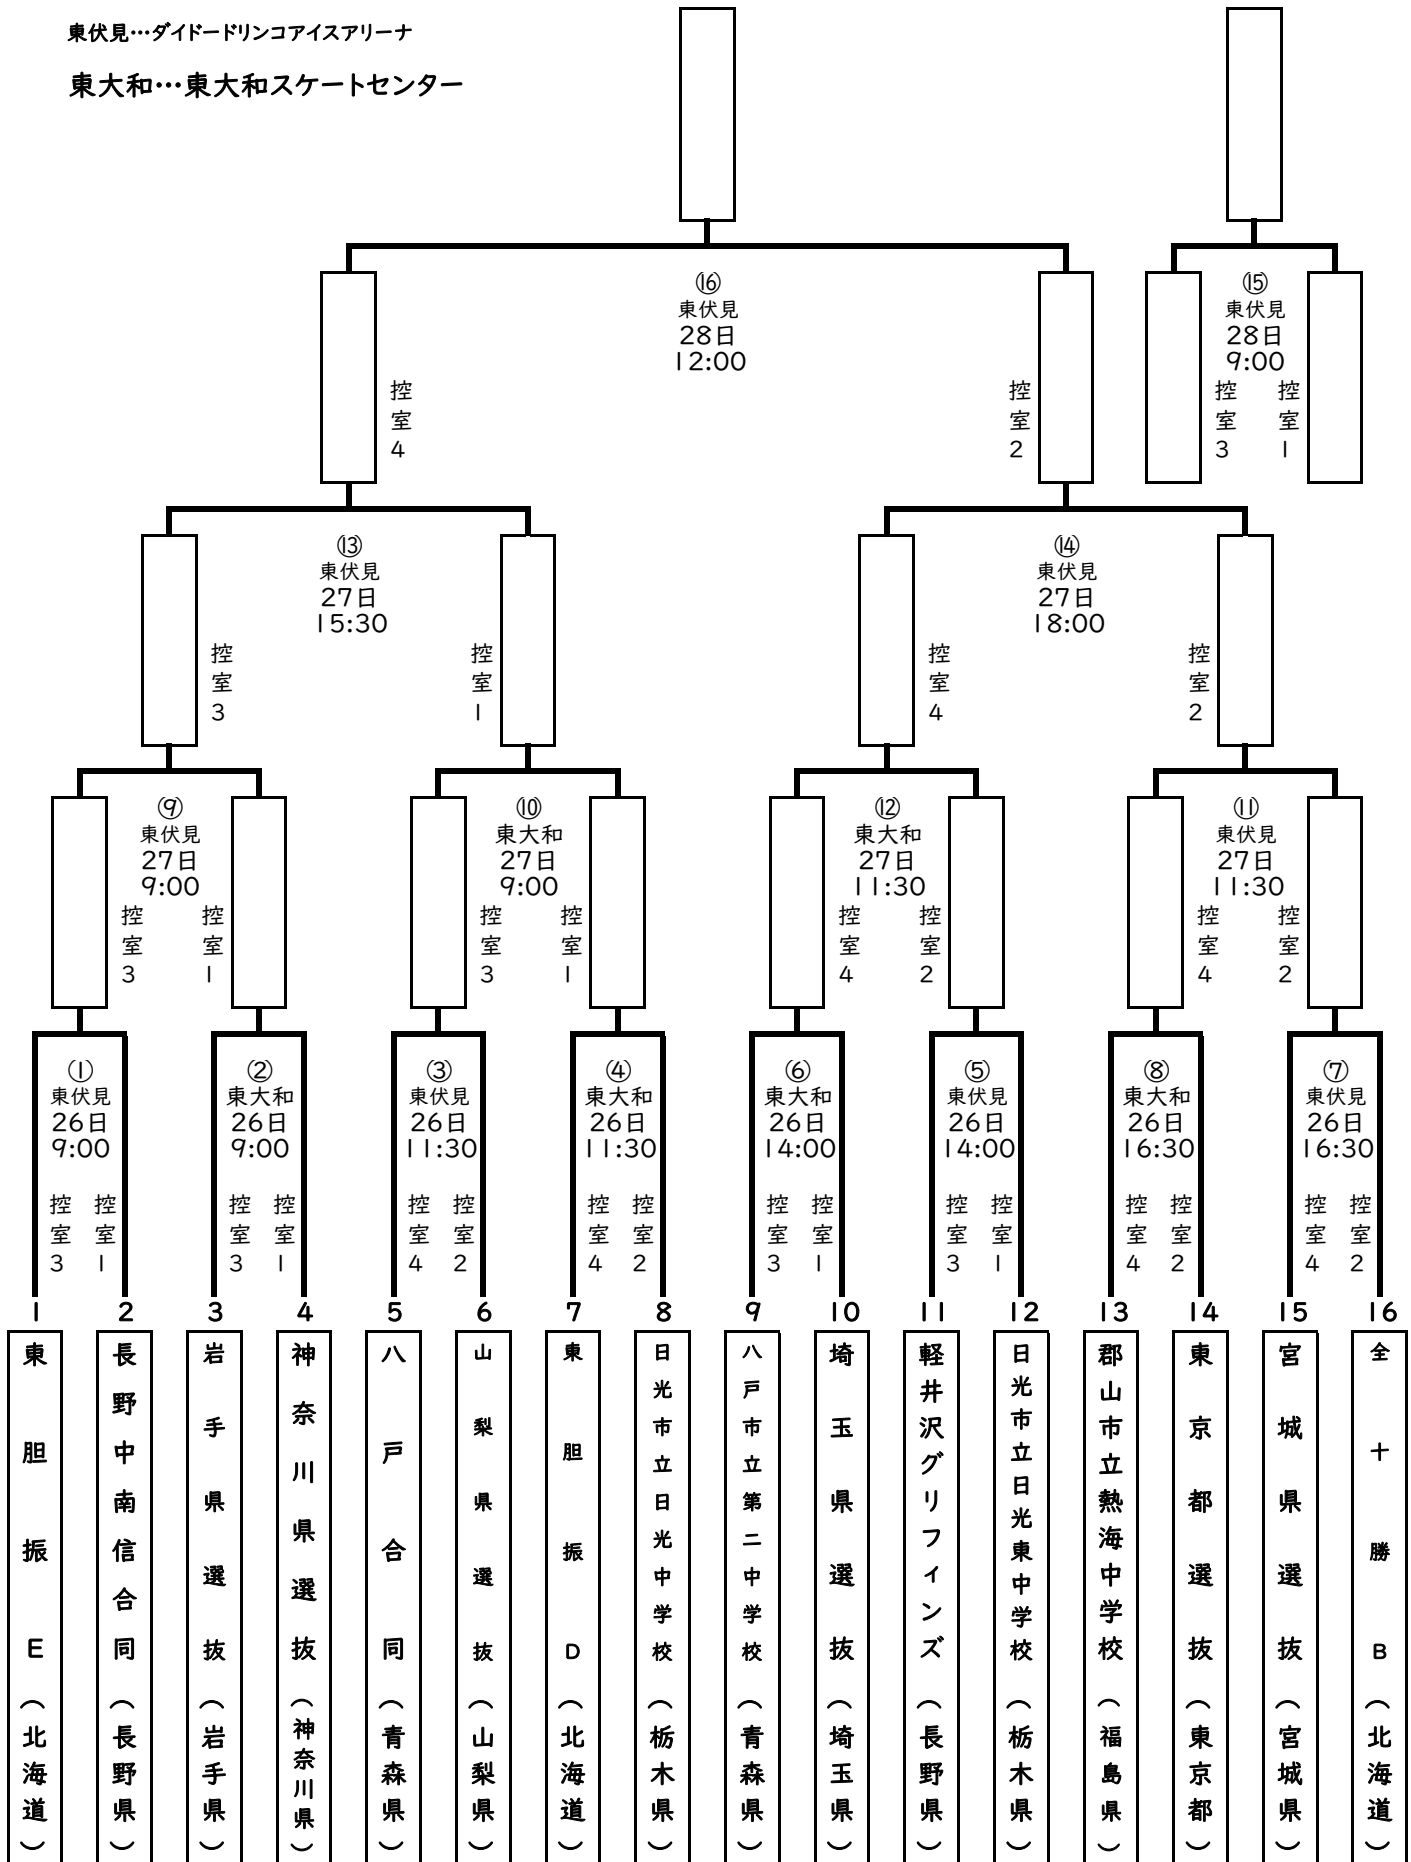 東伏見…ダイドードリンコアイスアリーナ
東大和…東大和スケートセンター
⑯
東伏見
28日
12:00
控室4
控室2
⑮
東伏見
28日
9:00
控室3
控室1
⑬
東伏見
27日
15:30
控室3
控室1
⑭
東伏見
27日
18:00
控室4
控室2
⑨
東伏見
27日
9:00
控室3
控室1
⑩
東大和
27日
9:00
控室3
控室1
⑫
東大和
27日
11:30
控室4
控室2
⑪
東伏見
27日
11:30
控室4
控室2
①
東伏見
26日
9:00
控室3
控室1
②
東大和
26日
9:00
控室3
控室1
③
東伏見
26日
11:30
控室4
控室2
④
東大和
26日
11:30
控室4
控室2
⑥
東大和
26日
14:00
控室3
控室1
⑤
東伏見
26日
14:00
控室3
控室1
⑧
東大和
26日
16:30
控室4
控室2
⑦
東伏見
26日
16:30
控室4
控室2
1
東胆振E(北海道)
2
長野中南信合同(長野県)
3
岩手県選抜(岩手県)
4
神奈川県選抜(神奈川県)
5
八戸合同(青森県)
6
山梨県選抜(山梨県)
7
東胆振D(北海道)
8
日光市立日光中学校(栃木県)
9
八戸市立第二中学校(青森県)
10
埼玉県選抜(埼玉県)
11
軽井沢グリフィンズ(長野県)
12
日光市立日光東中学校(栃木県)
13
郡山市立熱海中学校(福島県)
14
東京都選抜(東京都)
15
宮城県選抜(宮城県)
16
全十勝B(北海道)